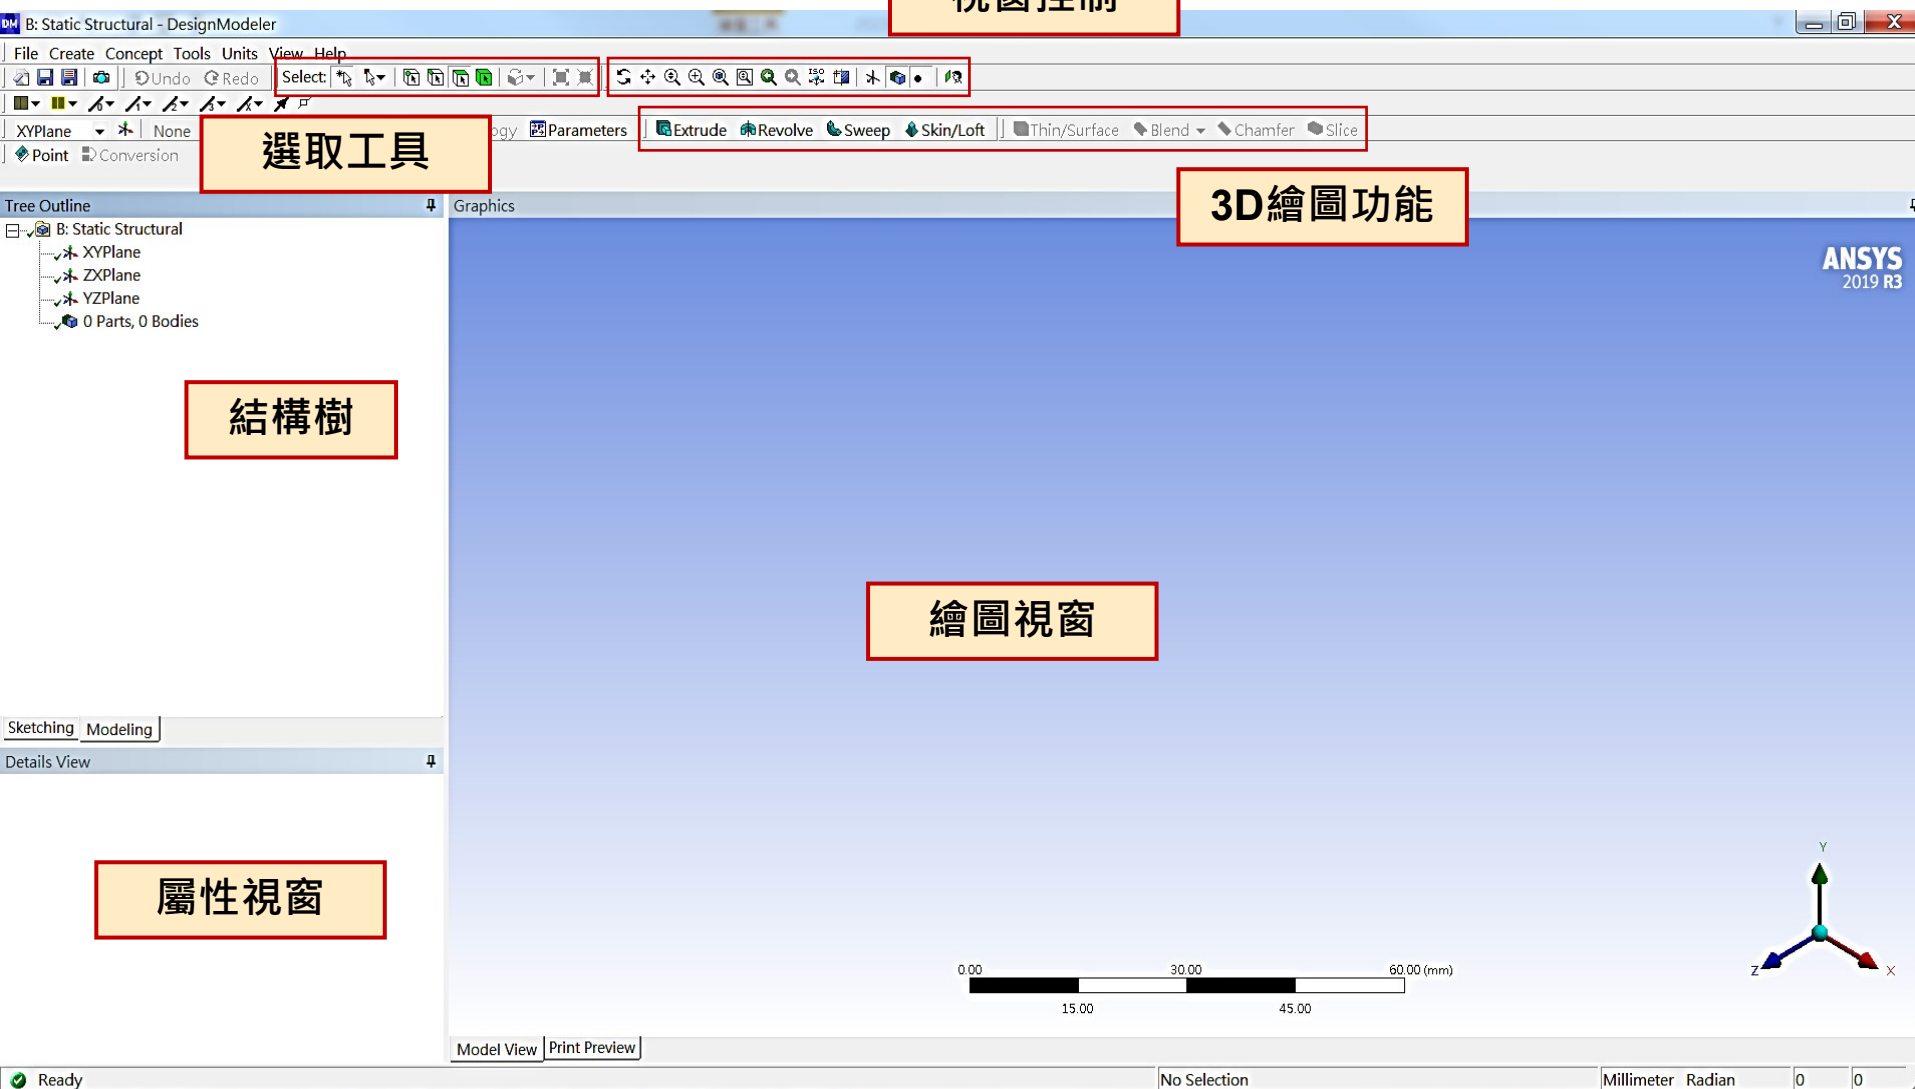 視窗控制
B: Static Structural - DesignModeler
File Create Concept Tools Units View Help
Undo Redo Select:
XYPlane None Parameters Extrude Revolve Sweep Skin/Loft Thin/Surface Blend Chamfer Slice
選取工具
Point Conversion
3D繪圖功能
Tree Outline
Graphics
B: Static Structural
XYPlane
ZXPlane
YZPlane
0 Parts, 0 Bodies
ANSYS
2019 R3
結構樹
繪圖視窗
Sketching Modeling
Details View
屬性視窗
Y
Z
X
0.00 30.00 60.00 (mm)
15.00 45.00
Model View Print Preview
Ready No Selection Millimeter Radian 0 0